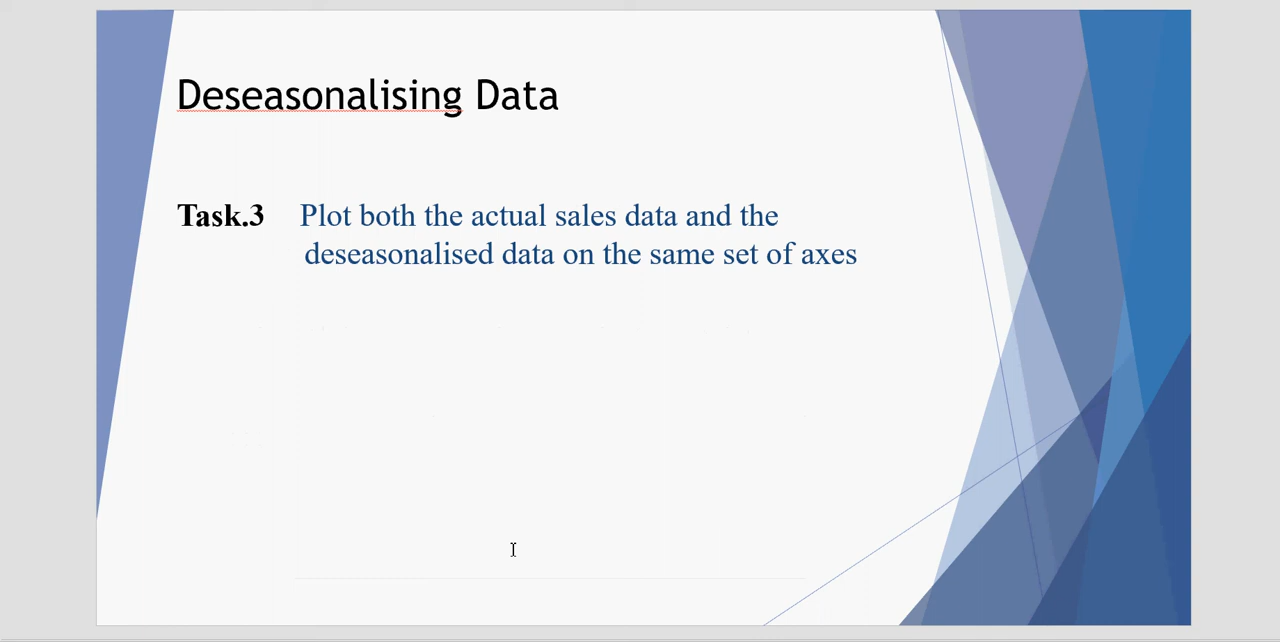 Deseasonalising Data
Task.3 Plot both the actual sales data and the
deseasonalised data on the same set of axes